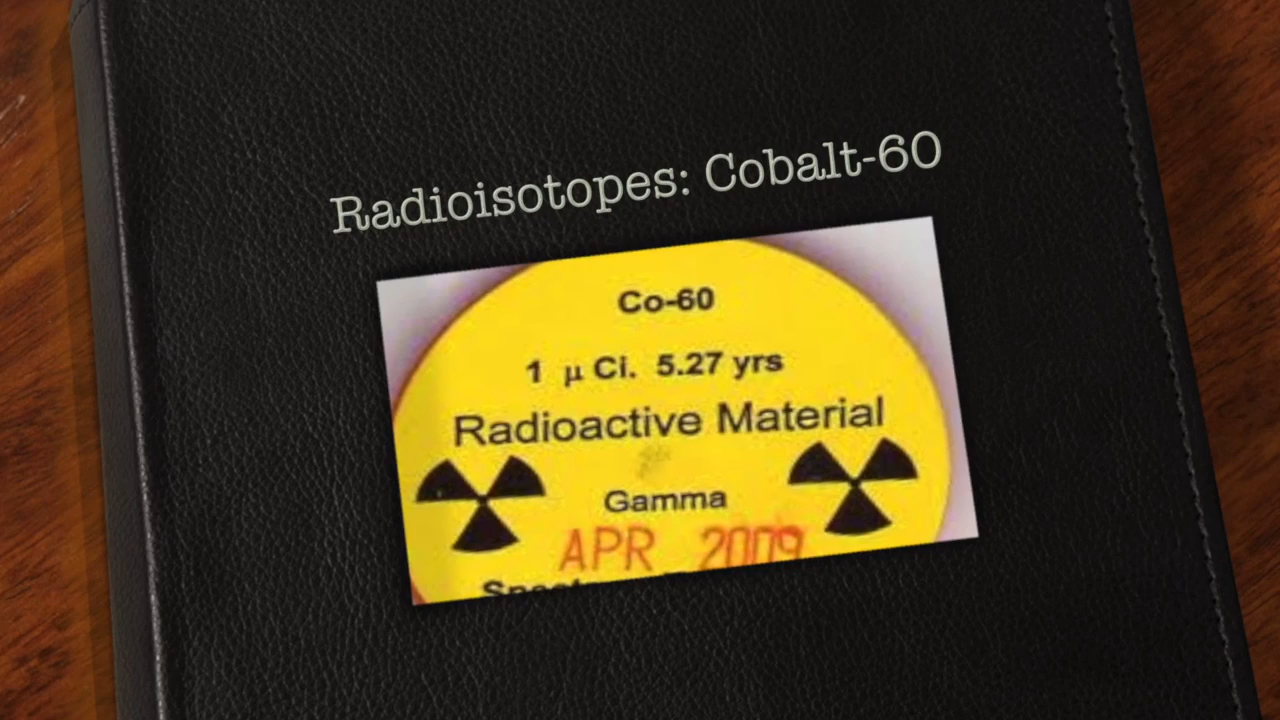 Radioisotopes: Cobalt-60
Co-60
1 μ Ci. 5.27 yrs
Radioactive Material
Gamma
APR 2009